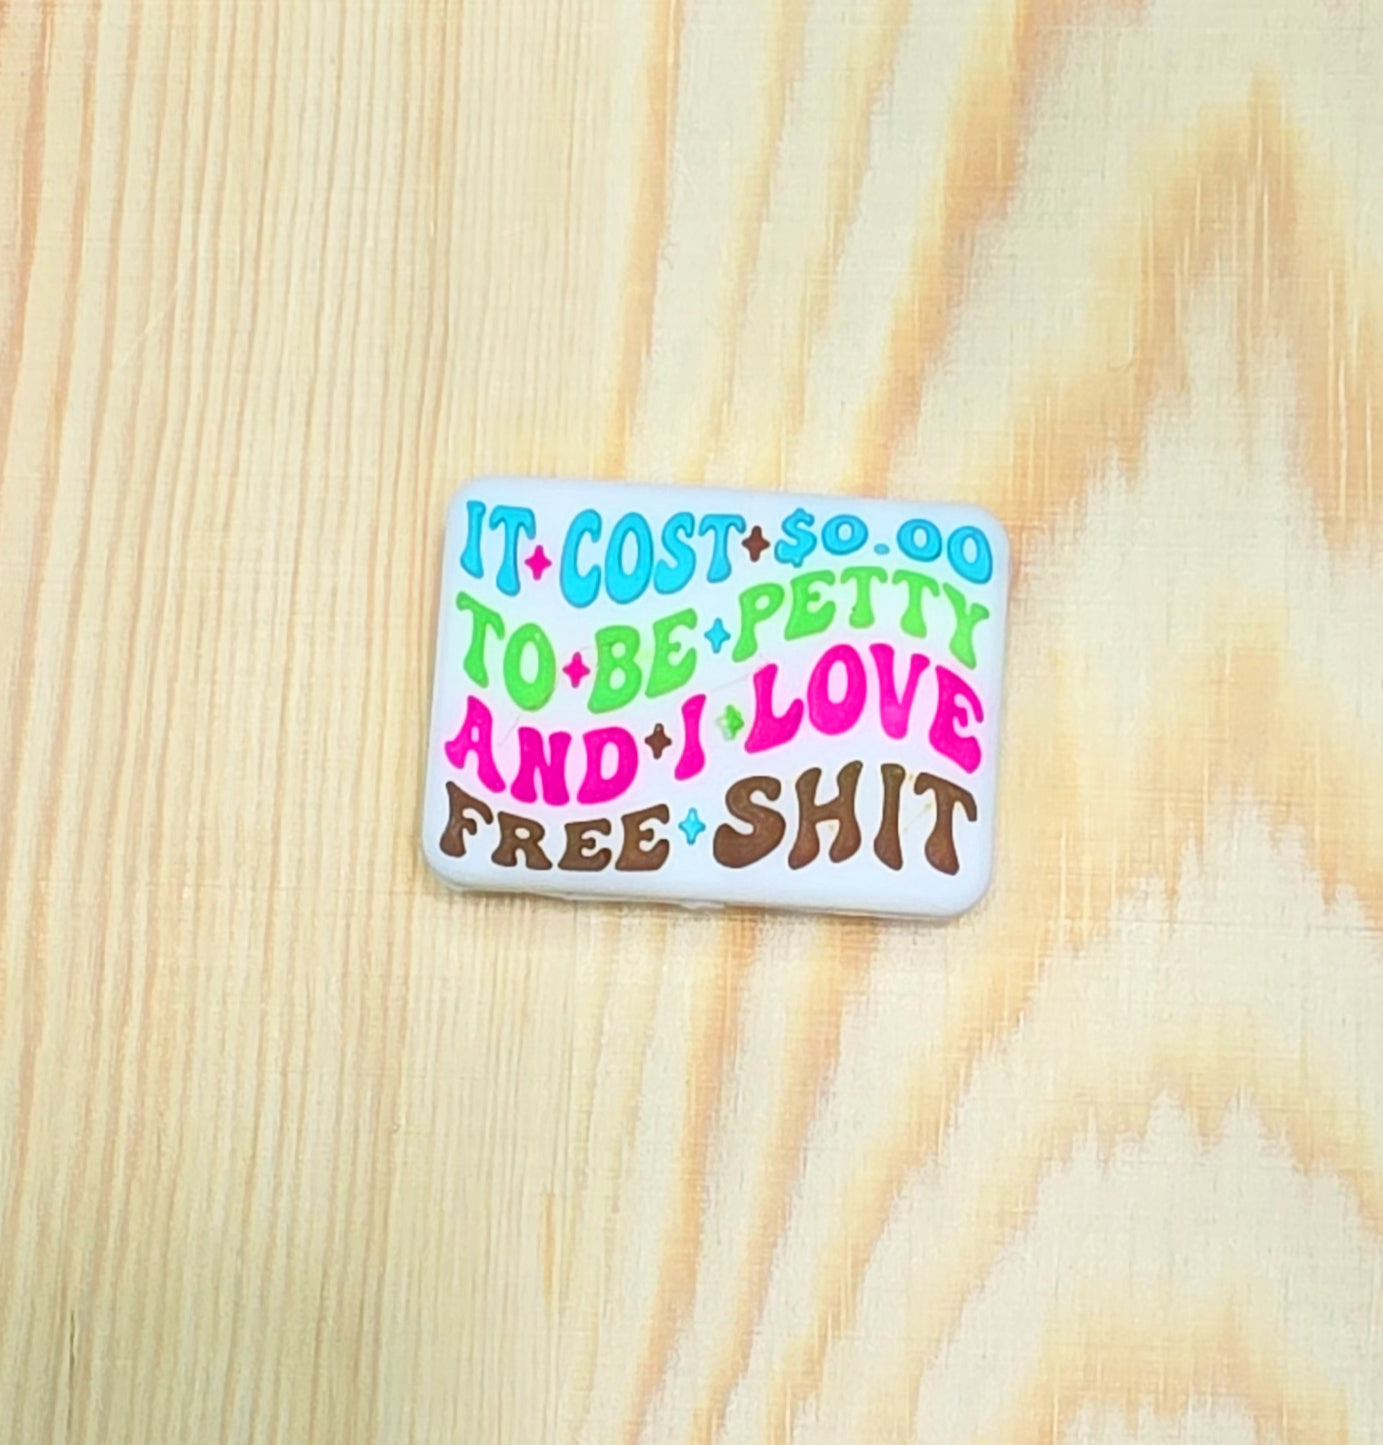 IT COST $0.00
TO BE PETTY
AND I LOVE
FREE SHIT